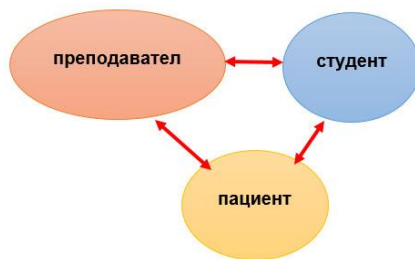 преподавател
студент
пациент